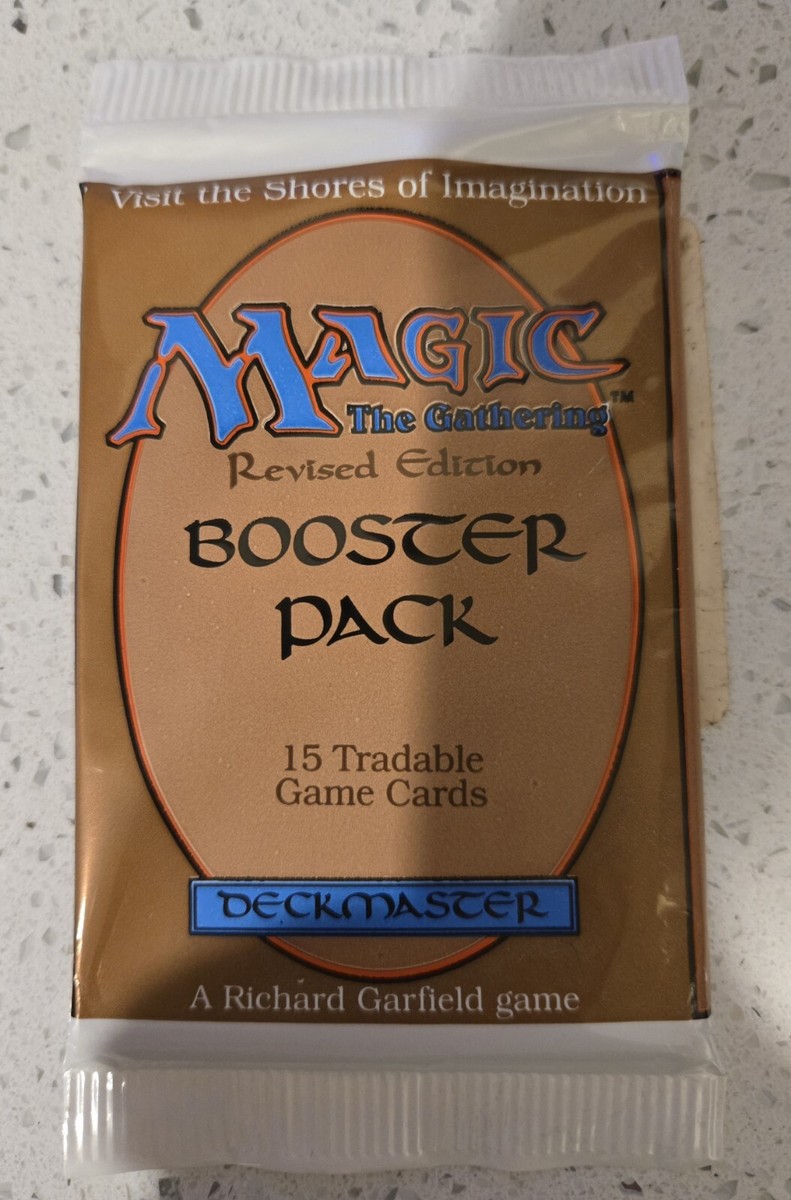 Visit the Shores of Imagination
MAGIC
The Gathering™
Revised Edition
BOOSTER
PACK
15 Tradable
Game Cards
DECKMASTER
A Richard Garfield game